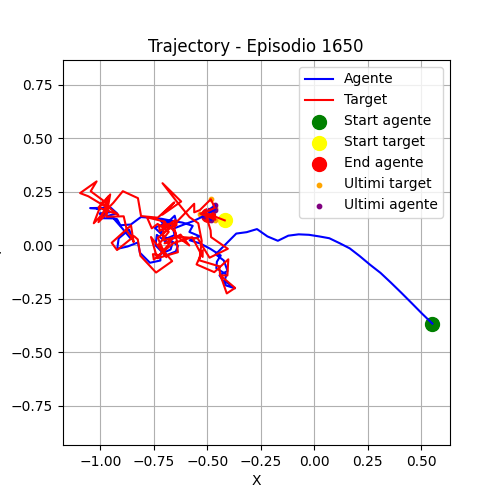 Trajectory - Episodio 1650
Agente
Target
Start agente
Start target
End agente
Ultimi target
Ultimi agente
0.75
0.50
0.25
0.00
−0.25
−0.50
−0.75
−1.00
−0.75
−0.50
−0.25
0.00
0.25
0.50
X